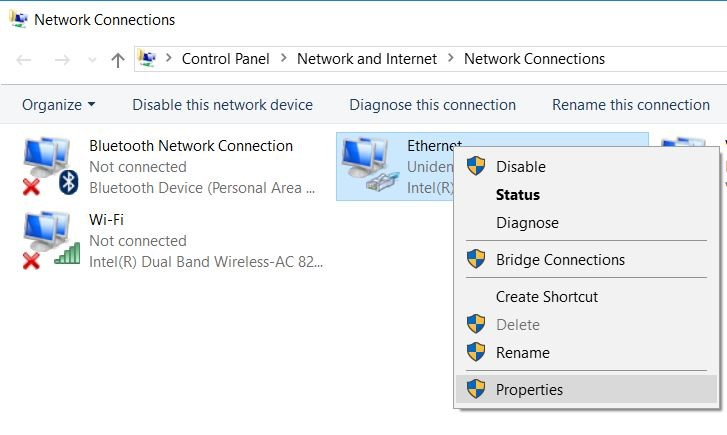 Network Connections
Control Panel > Network and Internet > Network Connections
Organize Disable this network device Diagnose this connection Rename this connection
Bluetooth Network Connection
Not connected
Bluetooth Device (Personal Area ...
Ethernet
Intel(R)
Wi-Fi
Not connected
Intel(R) Dual Band Wireless-AC 82...
Disable
Status
Diagnose
Bridge Connections
Create Shortcut
Delete
Rename
Properties